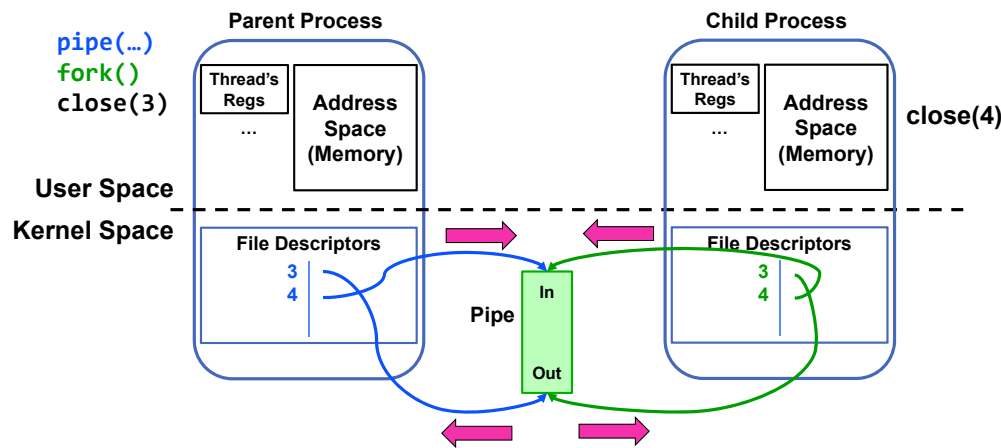 Parent Process
Child Process
pipe(…)
fork()
close(3)
Thread's
Regs
…
Address
Space
(Memory)
Thread's
Regs
…
Address
Space
(Memory)
close(4)
User Space
Kernel Space
File Descriptors
3
4
File Descriptors
3
4
Pipe
In
Out